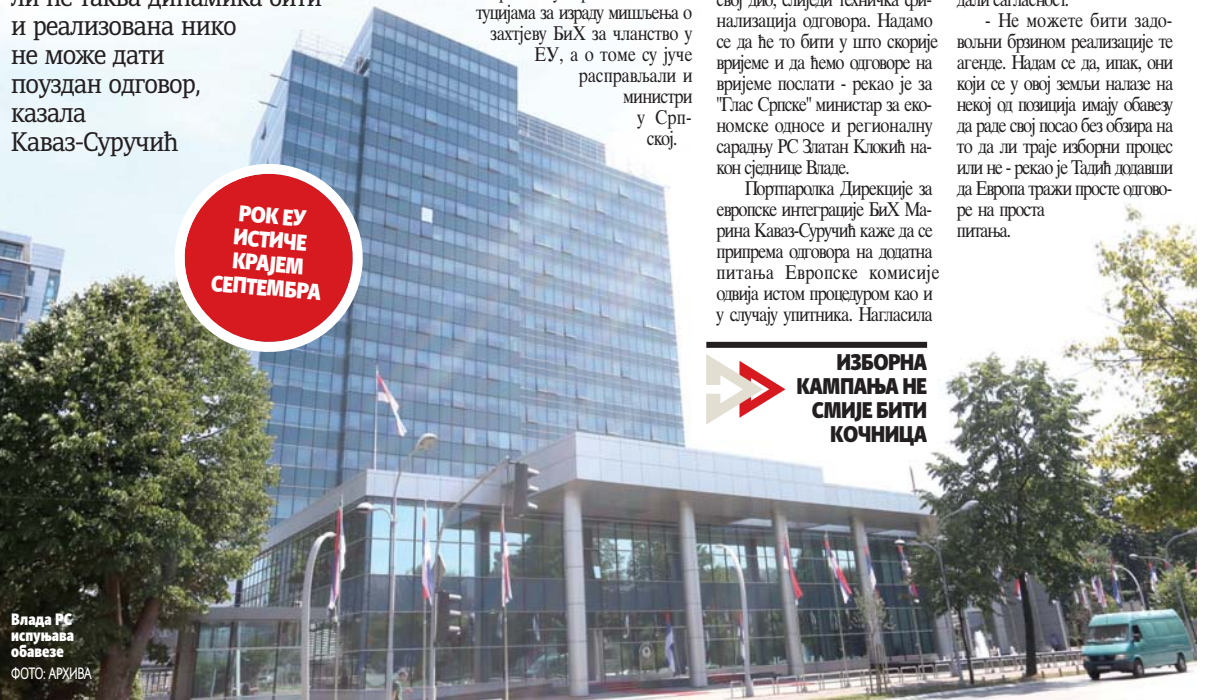 ли не таква динамика бити
и реализована нико
не може дати
поуздан одговор,
казала
Каваз-Суручић
РОК ЕУ
ИСТИЧЕ
КРАЈЕМ
СЕПТЕМБРА
туцијама за израду мишљења о
захтјеву БиХ за чланство у
ЕУ, а о томе су јуче
расправљали и
министри
у Срп-
ској.
свој дио, слиједи техничка фи-
нализација одговора. Надамо
се да ће то бити у што скорије
вријеме и да ћемо одговоре на
вријеме послати - рекао је за
"Глас Српске" министар за еко-
номске односе и регионалну
сарадњу РС Златан Клокић на-
кон сједнице Владе.
Портпаролка Дирекције за
европске интеграције БиХ Ма-
рина Каваз-Суручић каже да се
припрема одговора на додатна
питања Европске комисије
одвија истом процедуром као и
у случају упитника. Нагласила
ИЗБОРНА
КАМПАЊА НЕ
СМИЈЕ БИТИ
КОЧНИЦА
дали сагласност.
- Не можете бити задо-
вољни брзином реализације те
агенде. Надам се да, ипак, они
који се у овој земљи налазе на
некој од позиција имају обавезу
да раде свој посао без обзира на
то да ли траје изборни процес
или не - рекао је Тадић додавши
да Европа тражи просте одгово-
ре на проста
питања.
Влада РС
испуњава
обавезе
ФОТО: АРХИВА